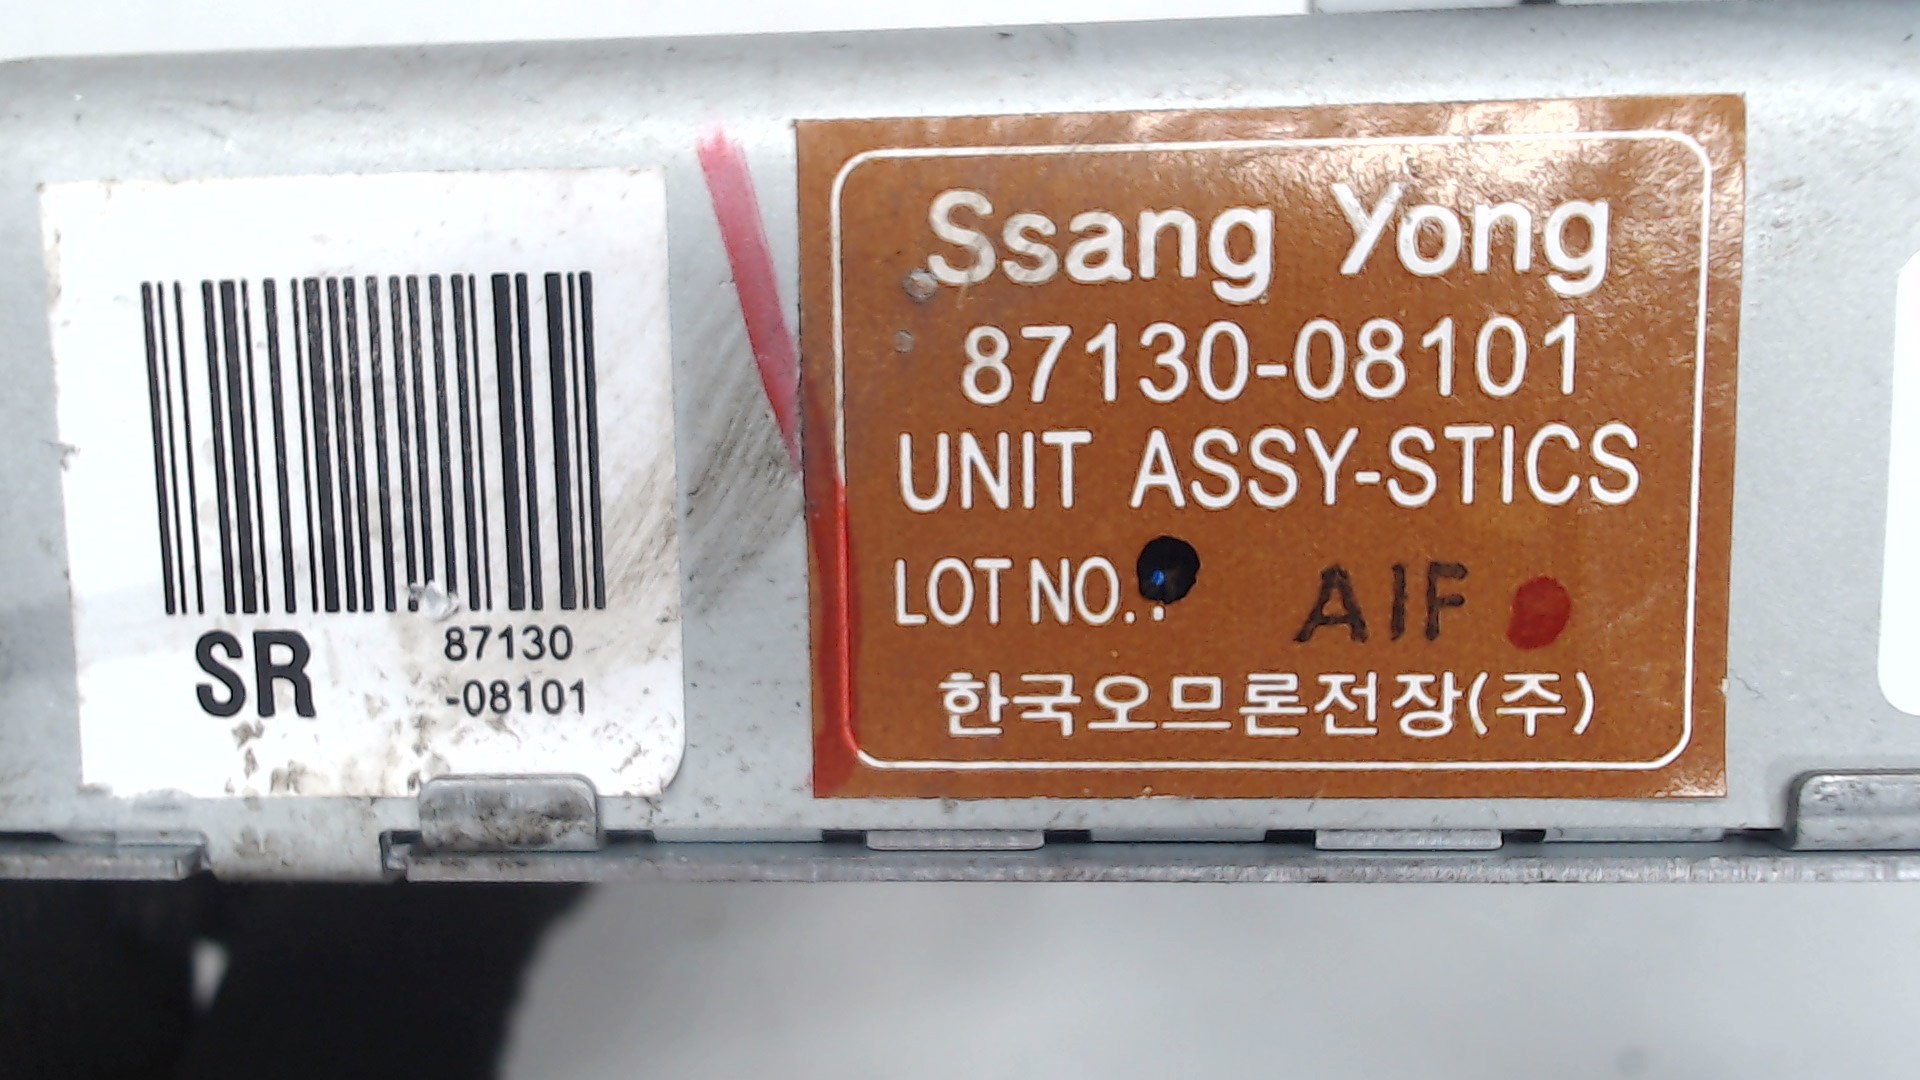 SR
87130
-08101
Ssang Yong
87130-08101
UNIT ASSY-STICS
LOT NO.: A1F
한국오므론전장(주)